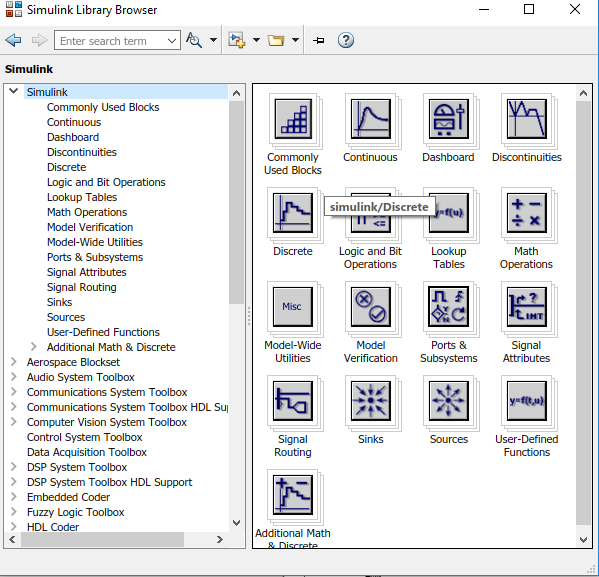 Simulink Library Browser
Enter search term
Simulink
Simulink
Commonly Used Blocks
Continuous
Dashboard
Discontinuities
Discrete
Logic and Bit Operations
Lookup Tables
Math Operations
Model Verification
Model-Wide Utilities
Ports & Subsystems
Signal Attributes
Signal Routing
Sinks
Sources
User-Defined Functions
Additional Math & Discrete
Aerospace Blockset
Audio System Toolbox
Communications System Toolbox
Communications System Toolbox HDL Su
Computer Vision System Toolbox
Control System Toolbox
Data Acquisition Toolbox
DSP System Toolbox
DSP System Toolbox HDL Support
Embedded Coder
Fuzzy Logic Toolbox
HDL Coder
Commonly
Used Blocks
Continuous
Dashboard
Discontinuities
simulink/Discrete
y=f(u)
Discrete
Logic and Bit
Operations
Lookup
Tables
Math
Operations
Misc
INT
Model-Wide
Utilities
Model
Verification
Ports &
Subsystems
Signal
Attributes
y=f(t,u)
Signal
Routing
Sinks
Sources
User-Defined
Functions
Additional Math
& Discrete